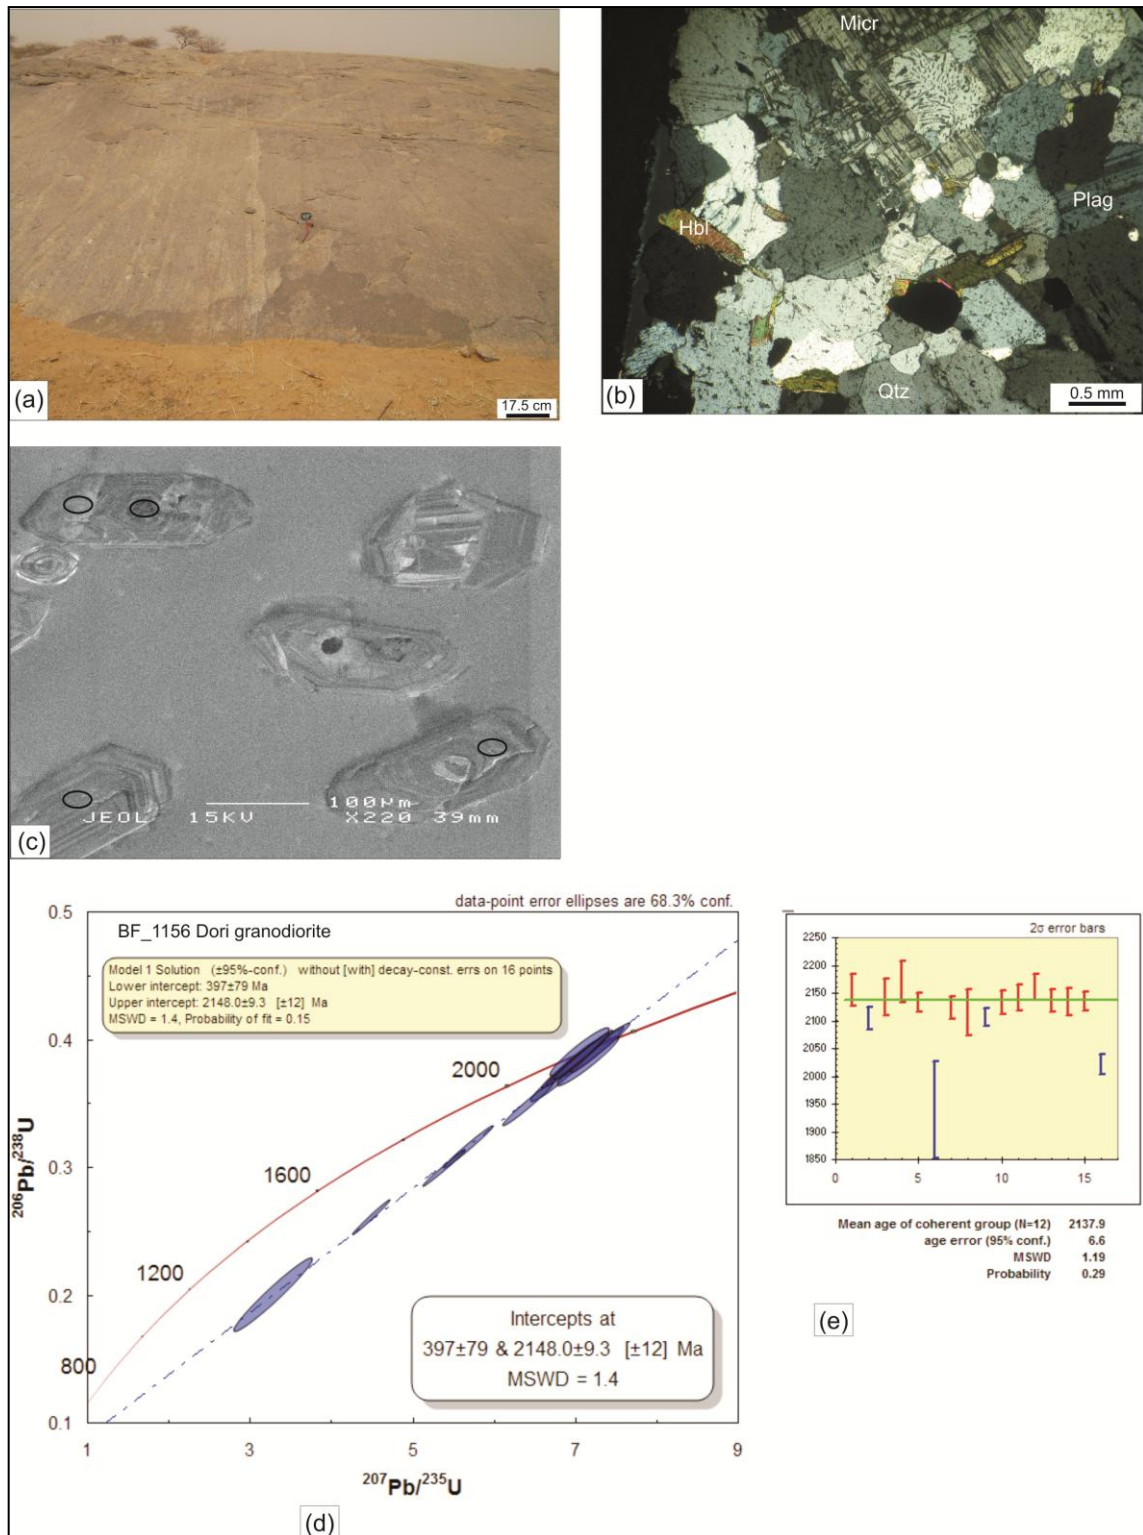 (a)
17.5 cm
Micr
Hbl
Plag
Qtz
(b)
0.5 mm
100µm
JEOL 15KV X220 39mm
(c)
data-point error ellipses are 68.3% conf.
BF_1156 Dori granodiorite
Model 1 Solution (±95%-conf.) without [with] decay-const. errs on 16 points
Lower intercept: 397±79 Ma
Upper intercept: 2148.0±9.3 [±12] Ma
MSWD = 1.4, Probability of fit = 0.15
0.5
0.4
0.3
0.2
0.1
206Pb/238U
2000
1600
1200
800
Intercepts at
397±79 & 2148.0±9.3 [±12] Ma
MSWD = 1.4
1 3 5 7 9
207Pb/235U
(d)
2σ error bars
2250
2200
2150
2100
2050
2000
1950
1900
1850
0 5 10 15
Mean age of coherent group (N=12) 2137.9
age error (95% conf.) 6.6
MSWD 1.19
Probability 0.29
(e)